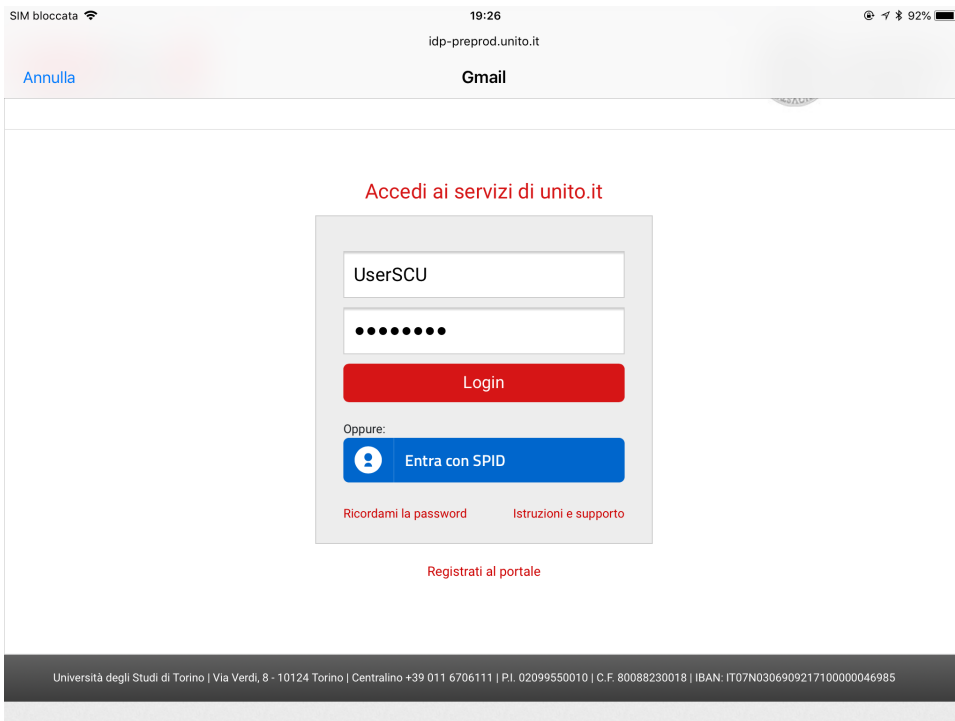 SIM bloccata 19:26 92%
idp-preprod.unito.it
Annulla Gmail
Accedi ai servizi di unito.it
UserSCU
••••••••
Login
Oppure:
Entra con SPID
Ricordami la password Istruzioni e supporto
Registrati al portale
Università degli Studi di Torino | Via Verdi, 8 - 10124 Torino | Centralino +39 011 6706111 | P.I. 02099550010 | C.F. 80088230018 | IBAN: IT07N0306909217100000046985